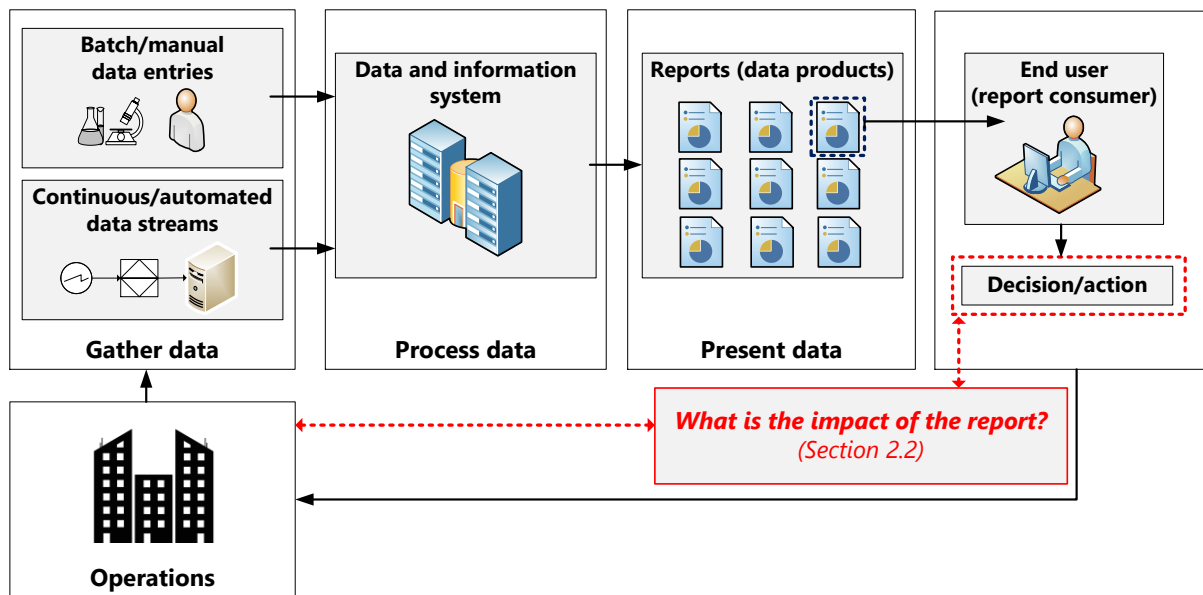 Batch/manual
data entries
Continuous/automated
data streams
Gather data
Data and information
system
Process data
Reports (data products)
Present data
End user
(report consumer)
Decision/action
What is the impact of the report?
(Section 2.2)
Operations